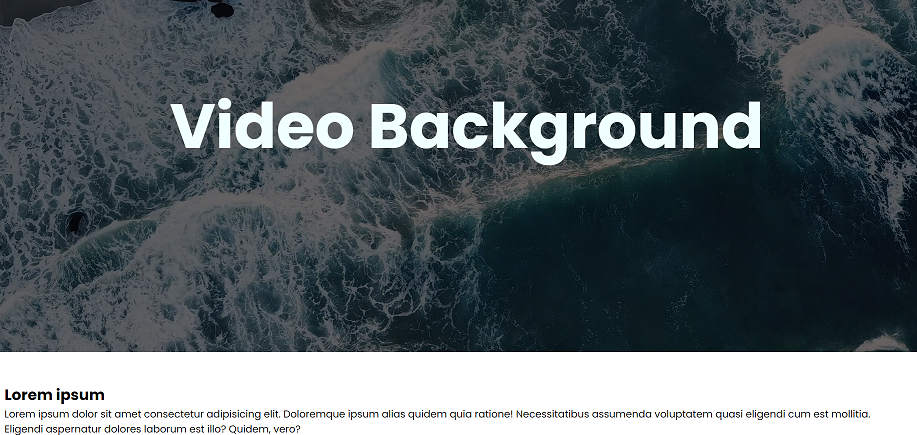 Video Background
Lorem ipsum
Lorem ipsum dolor sit amet consectetur adipisicing elit. Doloremque ipsum alias quidem quia ratione! Necessitatibus assumenda voluptatem quasi eligendi cum est mollitia.
Eligendi aspernatur dolores laborum est illo? Quidem, vero?